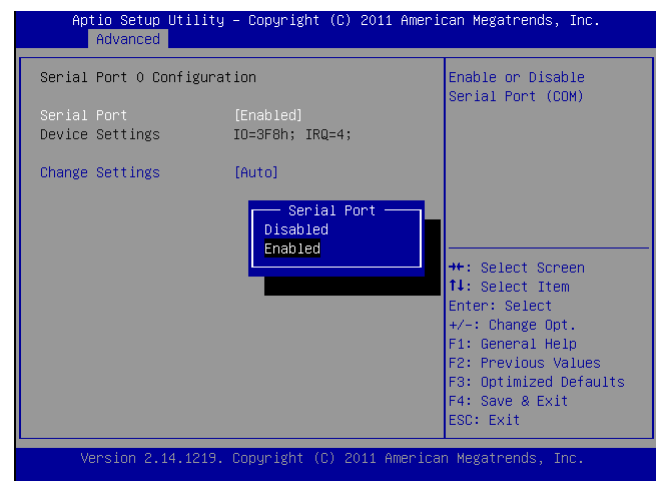 Aptio Setup Utility – Copyright (C) 2011 American Megatrends, Inc.
Advanced
Serial Port 0 Configuration
Serial Port [Enabled]
Device Settings IO=3F8h; IRQ=4;
Change Settings [Auto]
Serial Port
Disabled
Enabled
Enable or Disable
Serial Port (COM)
→←: Select Screen
↑↓: Select Item
Enter: Select
+/-: Change Opt.
F1: General Help
F2: Previous Values
F3: Optimized Defaults
F4: Save & Exit
ESC: Exit
Version 2.14.1219. Copyright (C) 2011 American Megatrends, Inc.